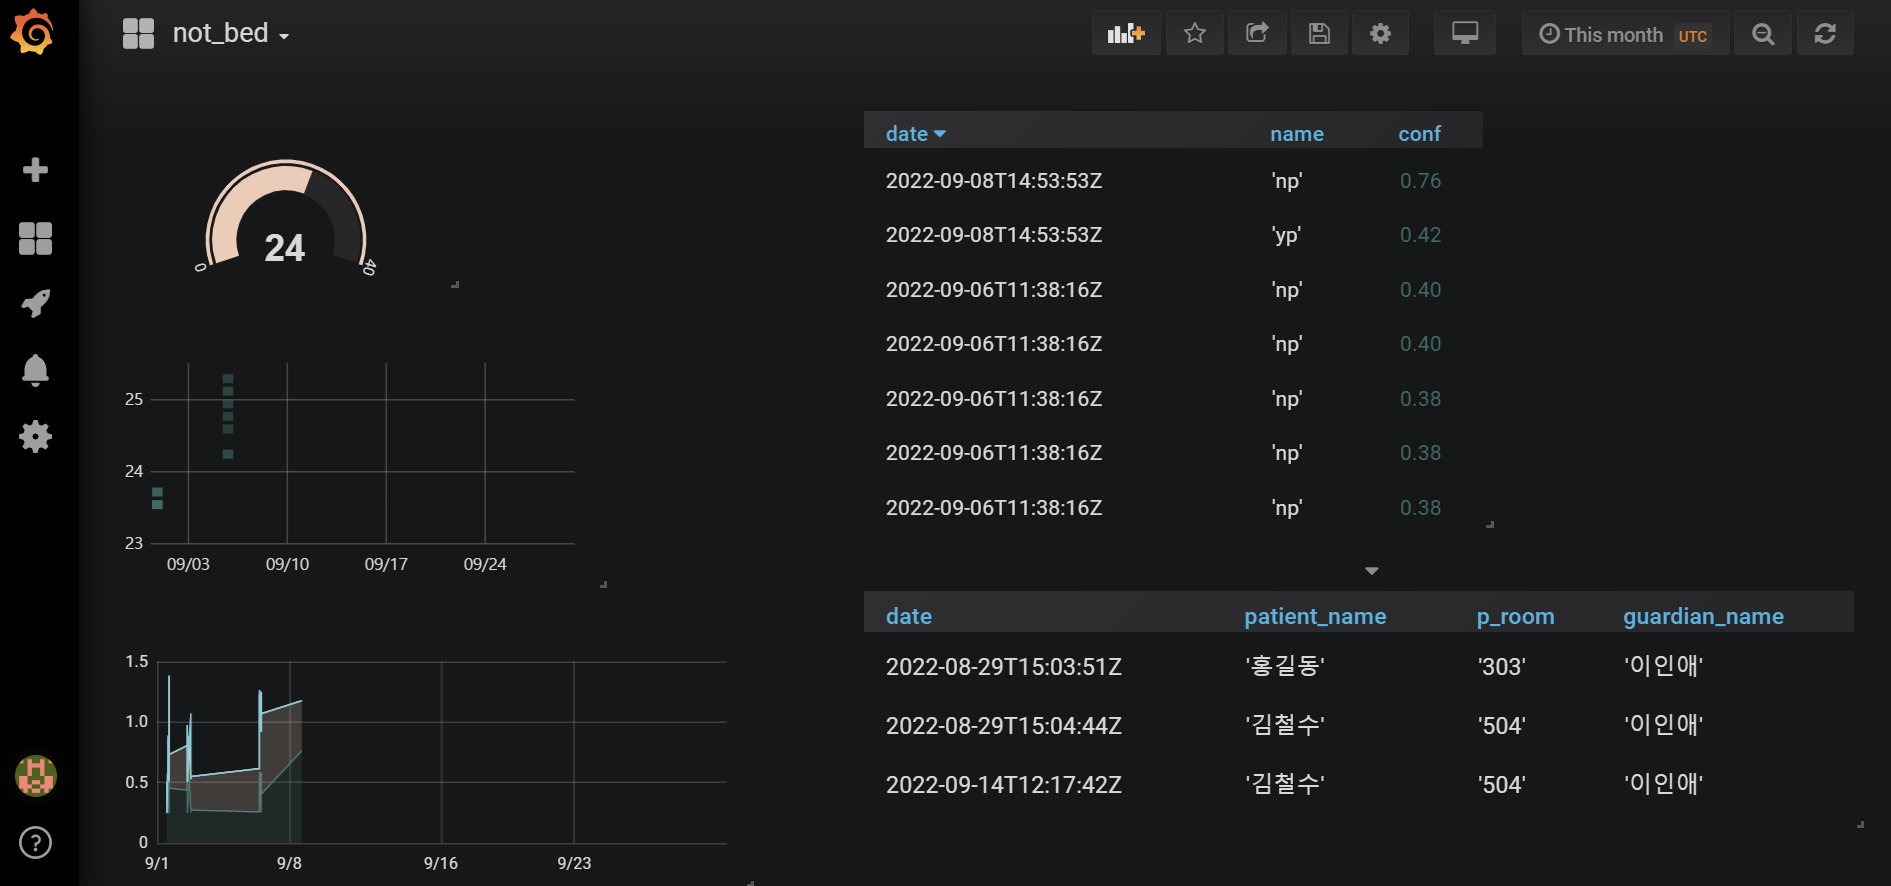 not_bed
This month UTC
24
0
40
25
24
23
09/03 09/10 09/17 09/24
1.5
1.0
0.5
0
9/1 9/8 9/16 9/23
date name conf
2022-09-08T14:53:53Z 'np' 0.76
2022-09-08T14:53:53Z 'yp' 0.42
2022-09-06T11:38:16Z 'np' 0.40
2022-09-06T11:38:16Z 'np' 0.40
2022-09-06T11:38:16Z 'np' 0.38
2022-09-06T11:38:16Z 'np' 0.38
2022-09-06T11:38:16Z 'np' 0.38
date patient_name p_room guardian_name
2022-08-29T15:03:51Z '홍길동' '303' '이인애'
2022-08-29T15:04:44Z '김철수' '504' '이인애'
2022-09-14T12:17:42Z '김철수' '504' '이인애'
?